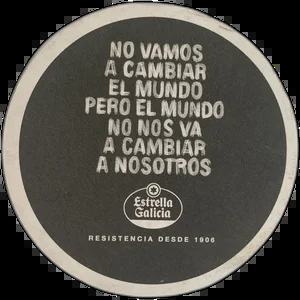 NO VAMOS
A CAMBIAR
EL MUNDO
PERO EL MUNDO
NO NOS VA
A CAMBIAR
A NOSOTROS
Estrella
Galicia
RESISTENCIA DESDE 1906